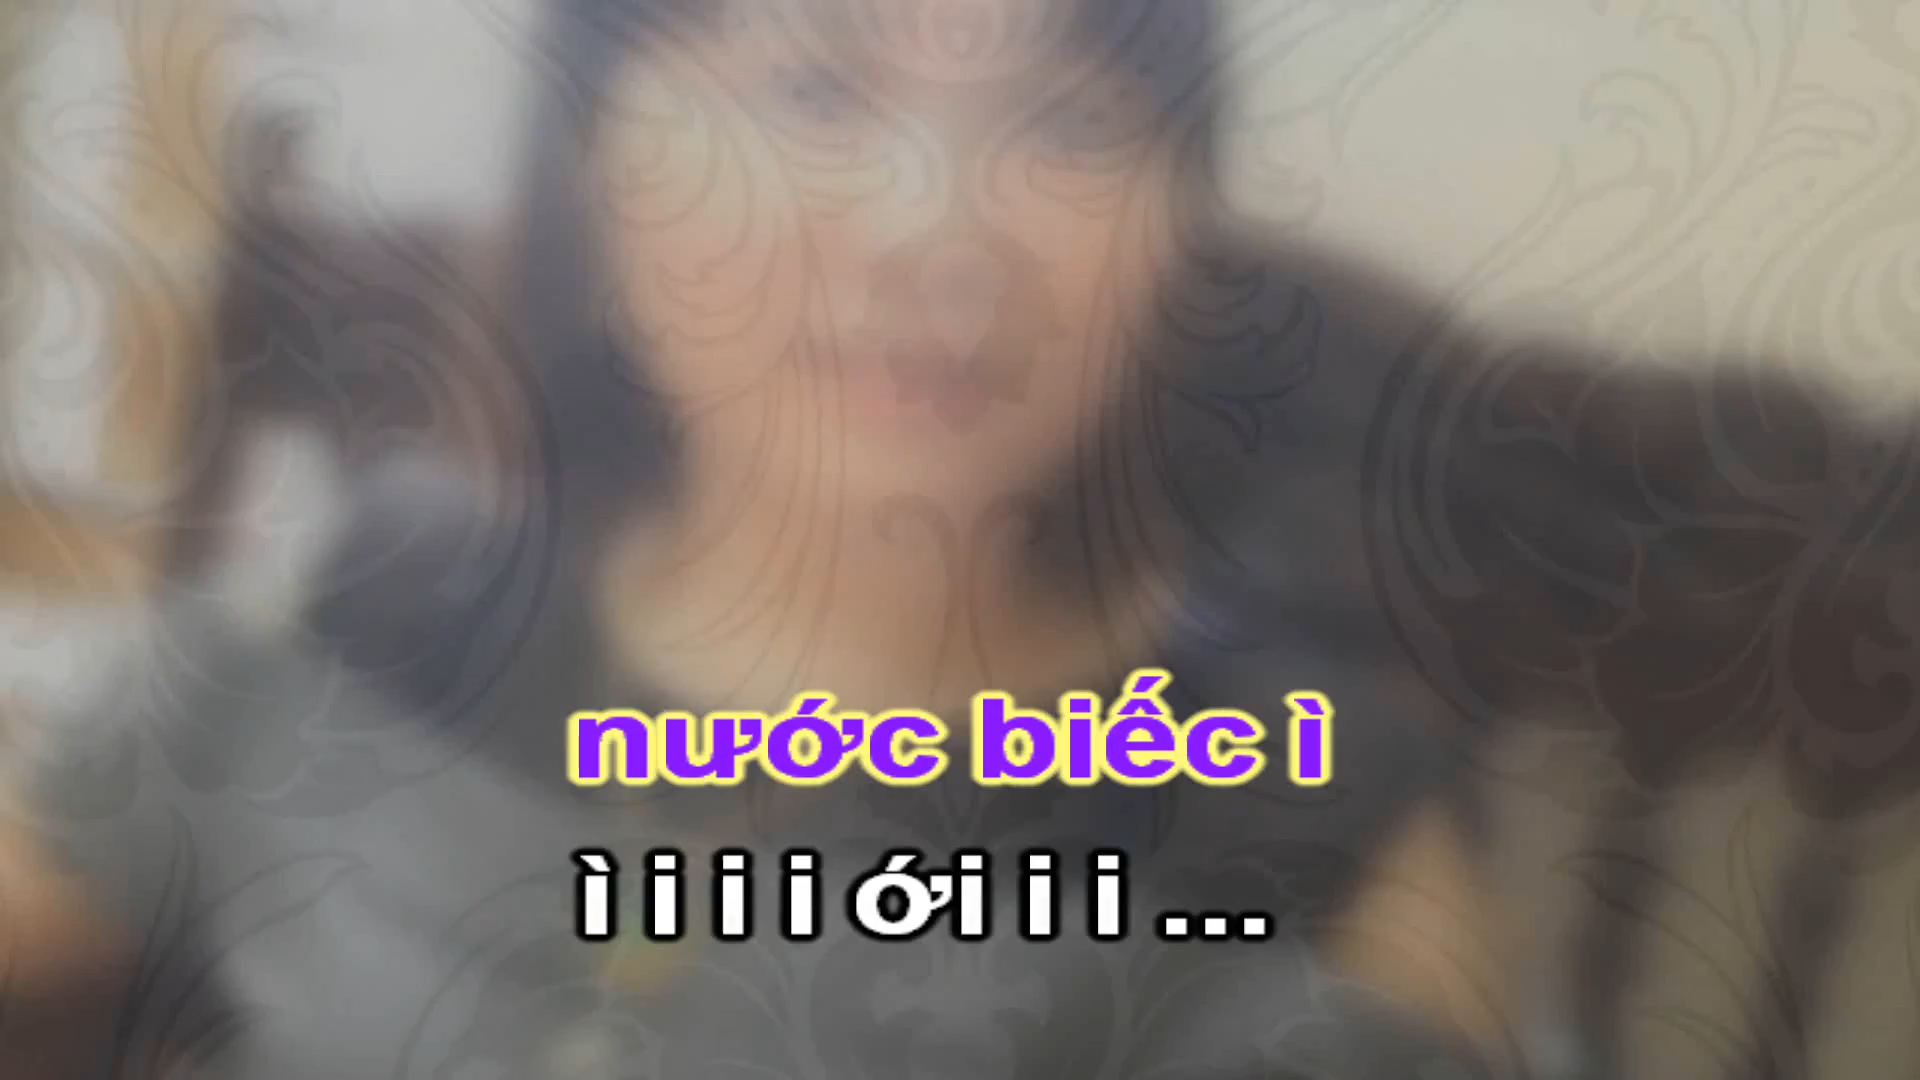 nước biếc ì
ì i i i ới i i ...